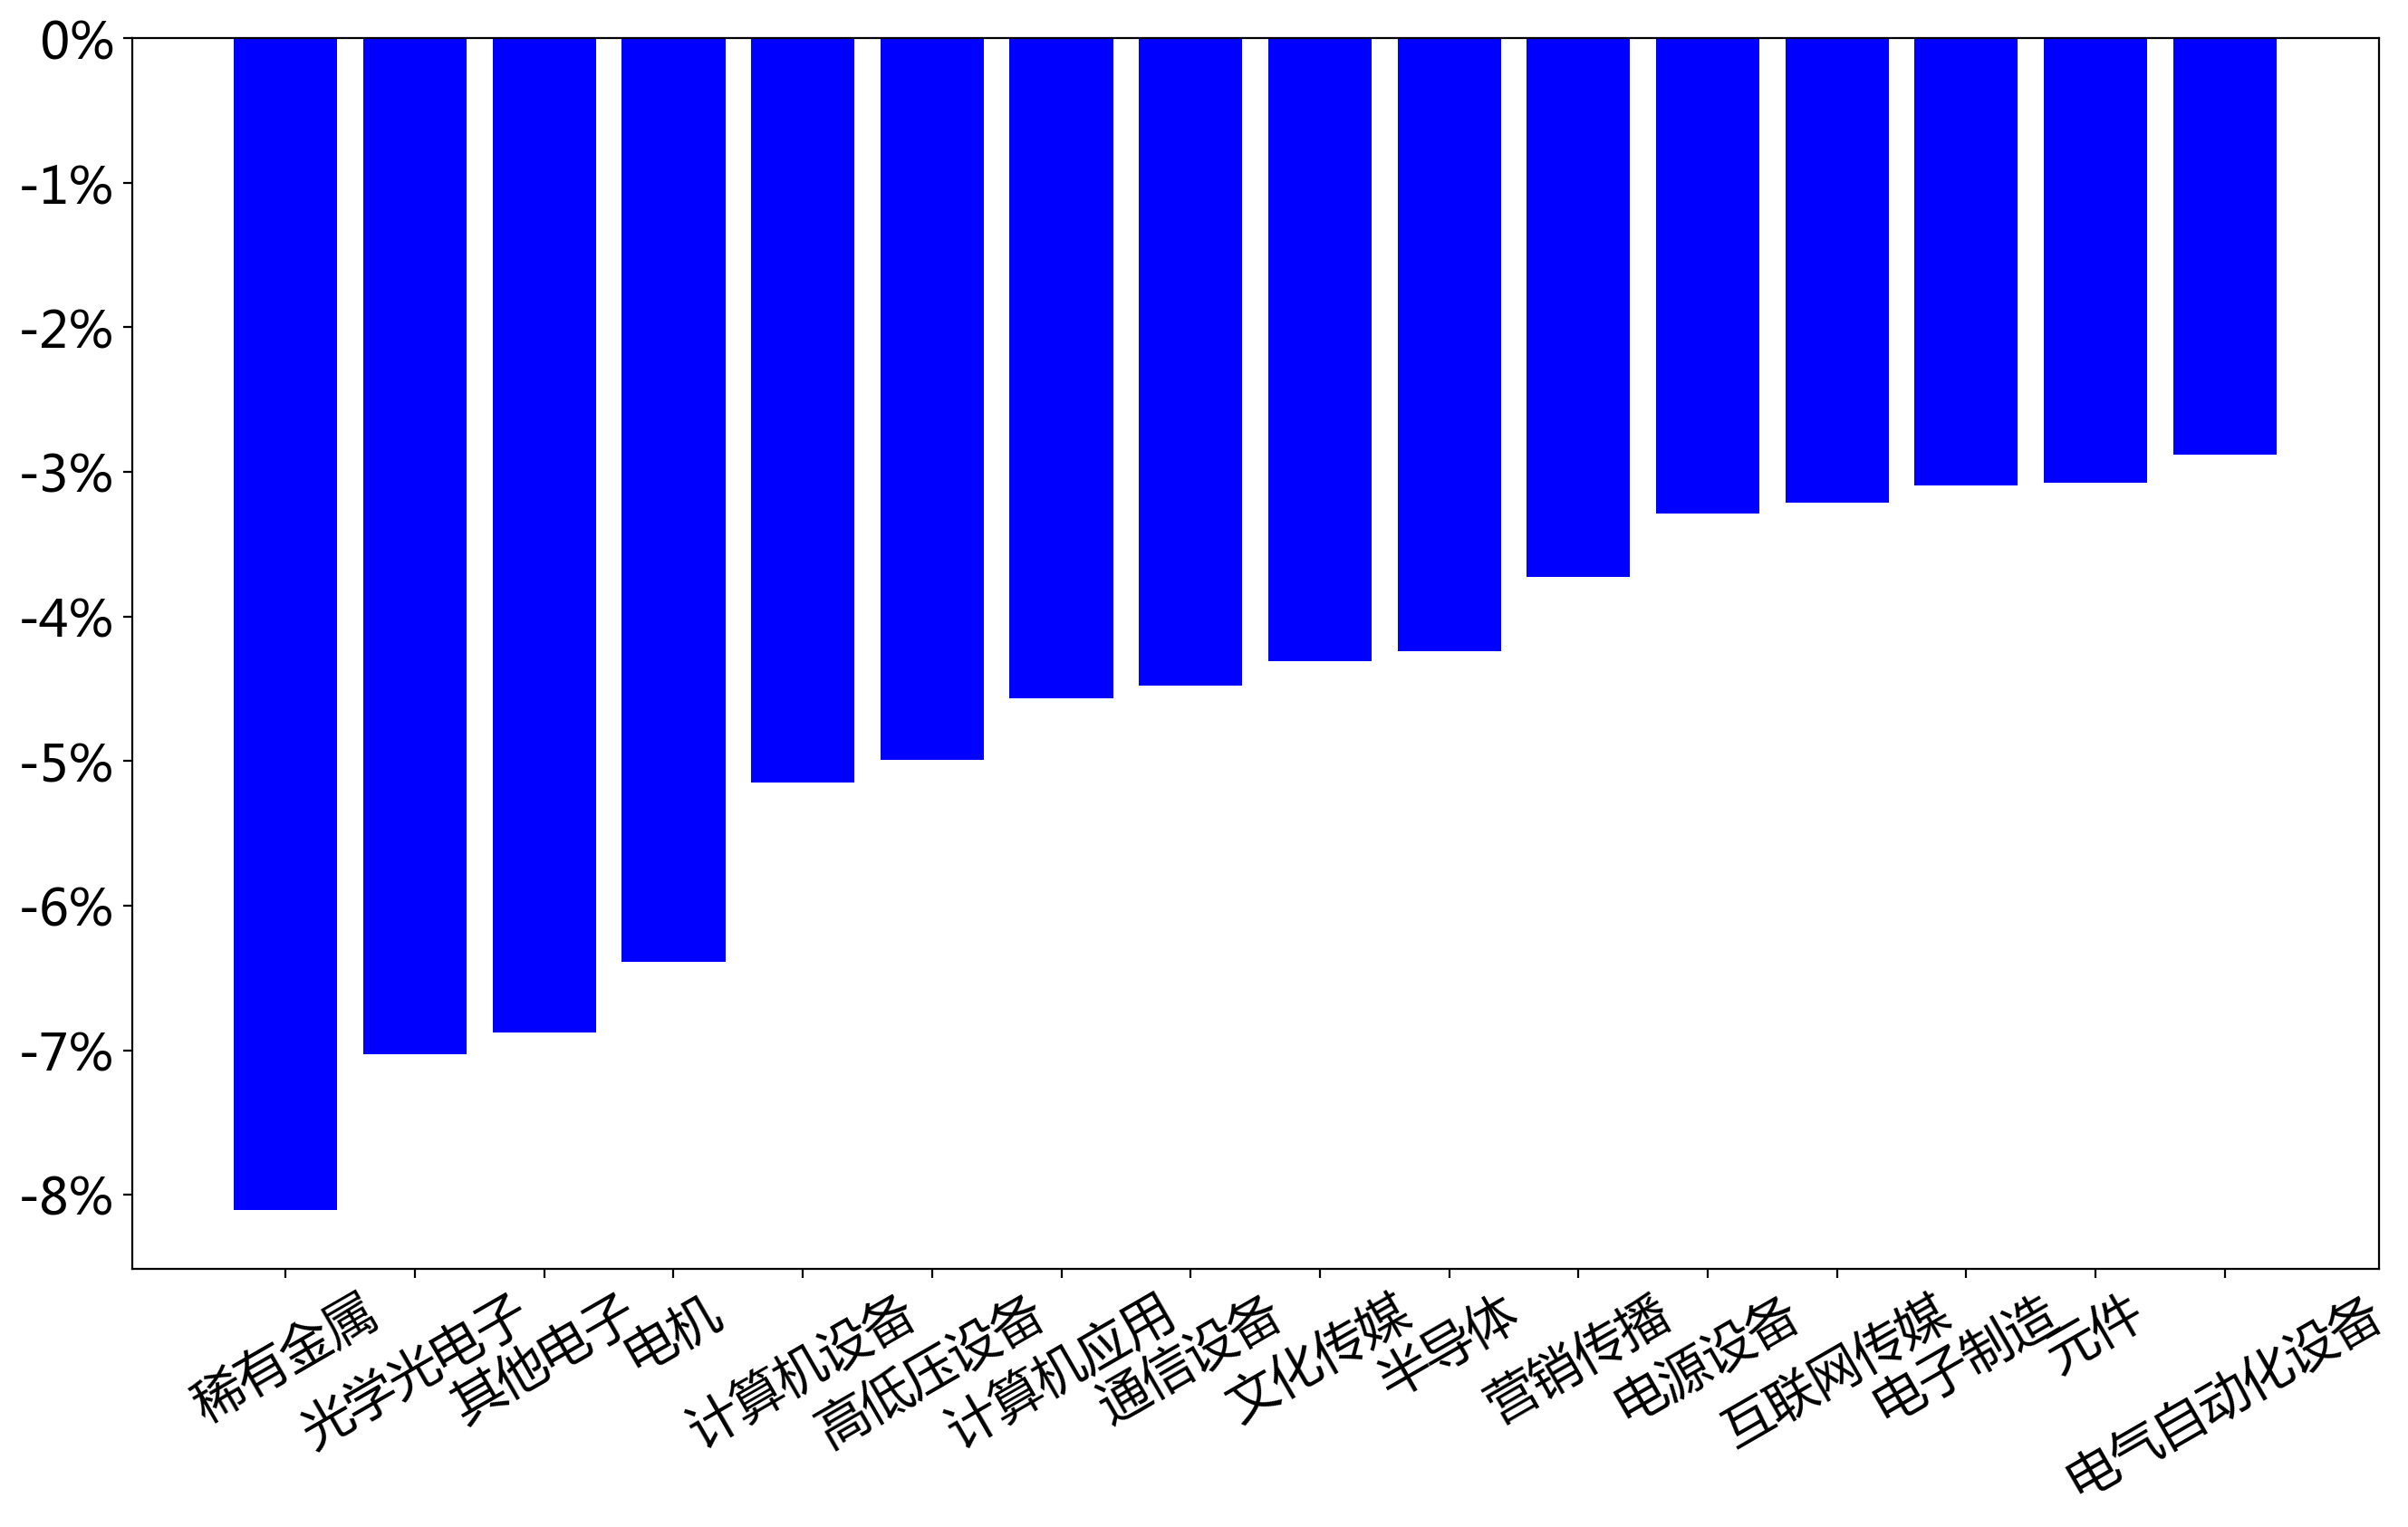 0%
-1%
-2%
-3%
-4%
-5%
-6%
-7%
-8%
稀有金属
光学光电子
其他电子
电机
计算机设备
高低压设备
计算机应用
通信设备
文化传媒
半导体
营销传播
电源设备
互联网传媒
电子制造
元件
电气自动化设备